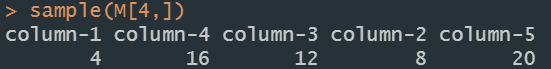 > sample(M[4,])
column-1 column-4 column-3 column-2 column-5
4 16 12 8 20